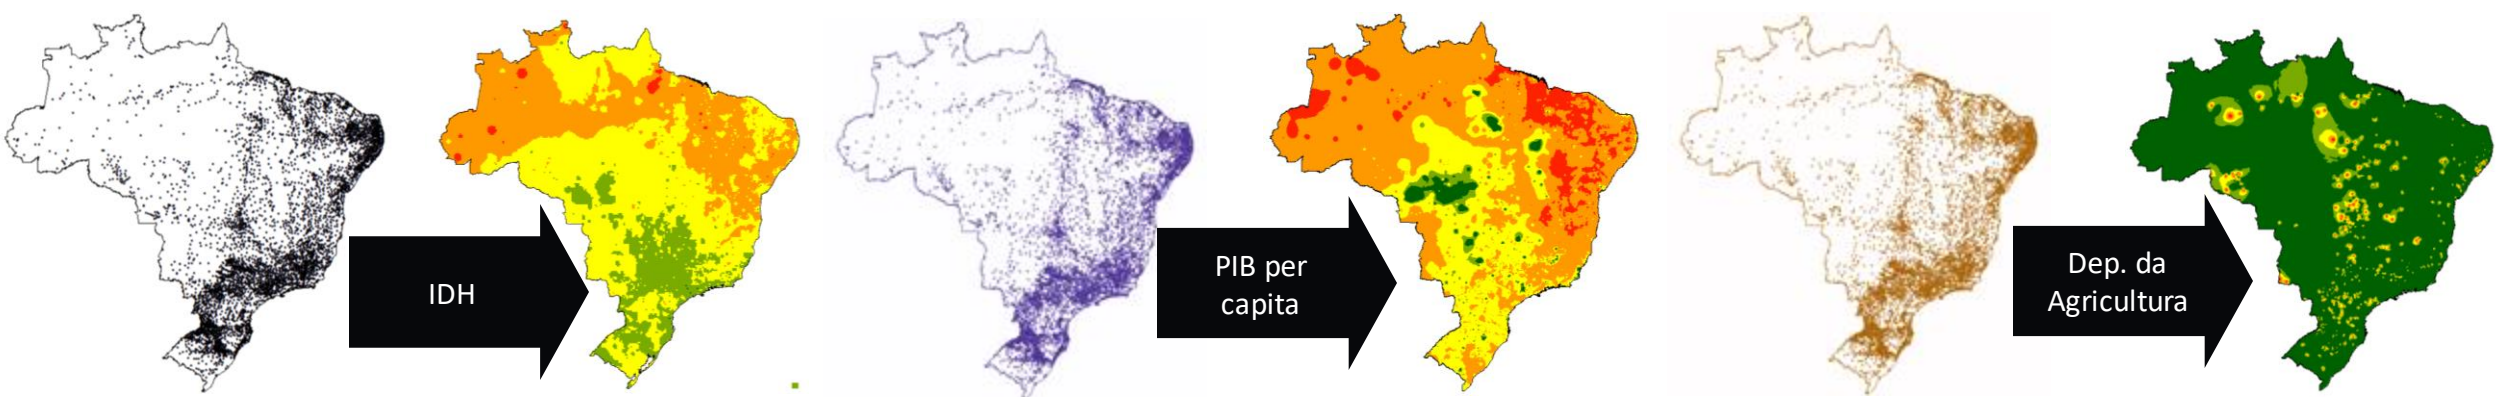 IDH
PIB per
capita
Dep. da
Agricultura